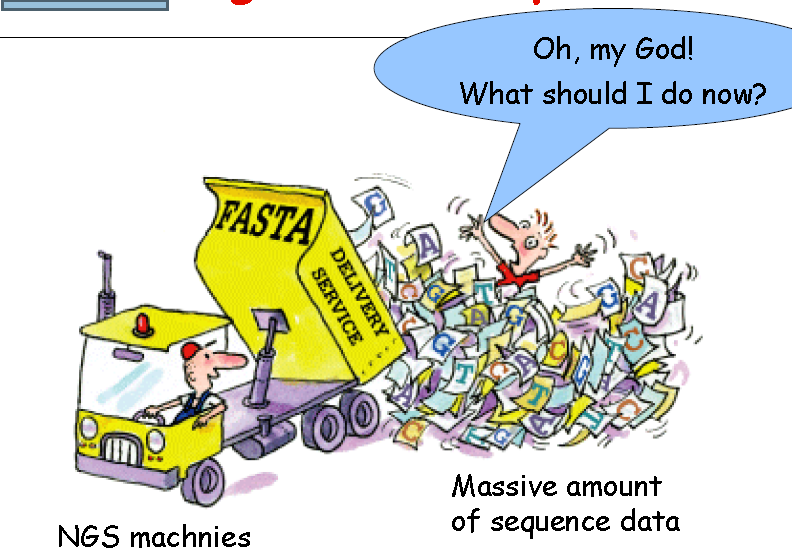 Oh, my God!
What should I do now?
FASTA
DELIVERY
SERVICE
G
A
T
C
G
T
A
G
G
C
A
C
C
G
T
C
A
C
G
A
T
A
C
A
C
T
G
NGS machnies
Massive amount
of sequence data